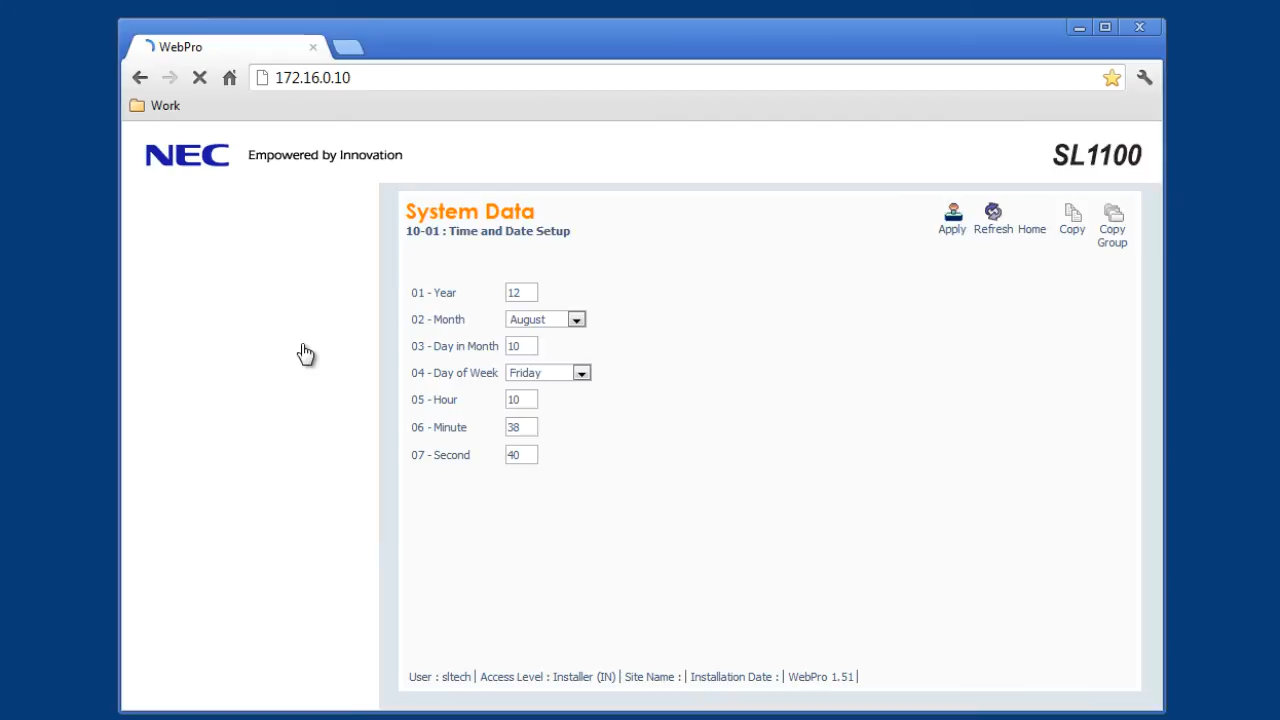 WebPro
172.16.0.10
Work
NEC Empowered by Innovation SL1100
System Data
10-01 : Time and Date Setup
Apply Refresh Home Copy Copy Group
01 - Year 12
02 - Month August
03 - Day in Month 10
04 - Day of Week Friday
05 - Hour 10
06 - Minute 38
07 - Second 40
User : sltech | Access Level : Installer (IN) | Site Name : | Installation Date : | WebPro 1.51 |